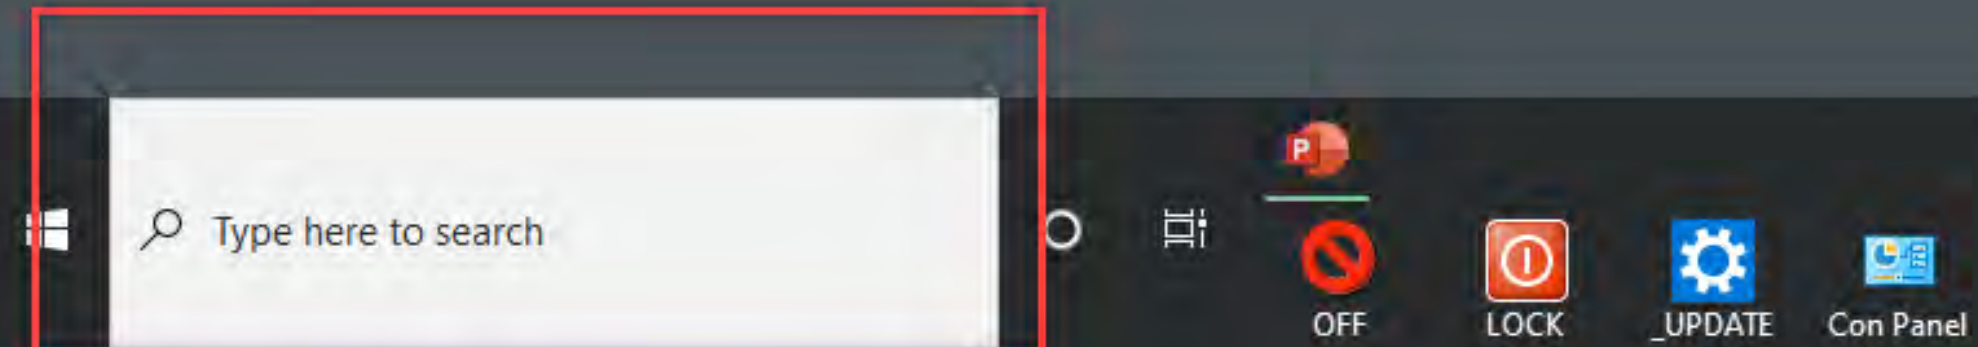 Type here to search
P
OFF
LOCK
_UPDATE
Con Panel